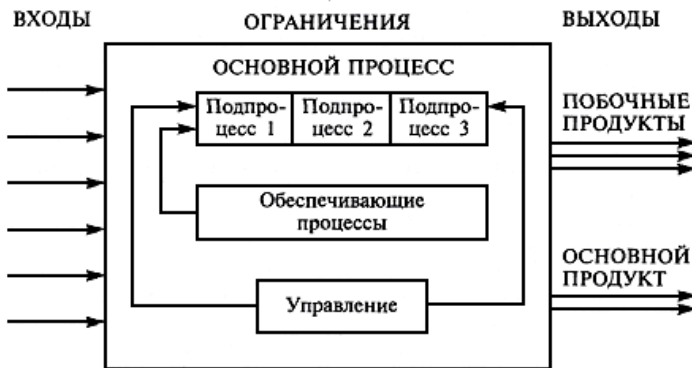 ВХОДЫ
ОГРАНИЧЕНИЯ
ВЫХОДЫ
ОСНОВНОЙ ПРОЦЕСС
Подпро-
цесс 1
Подпро-
цесс 2
Подпро-
цесс 3
ПОБОЧНЫЕ
ПРОДУКТЫ
Обеспечивающие
процессы
ОСНОВНОЙ
ПРОДУКТ
Управление